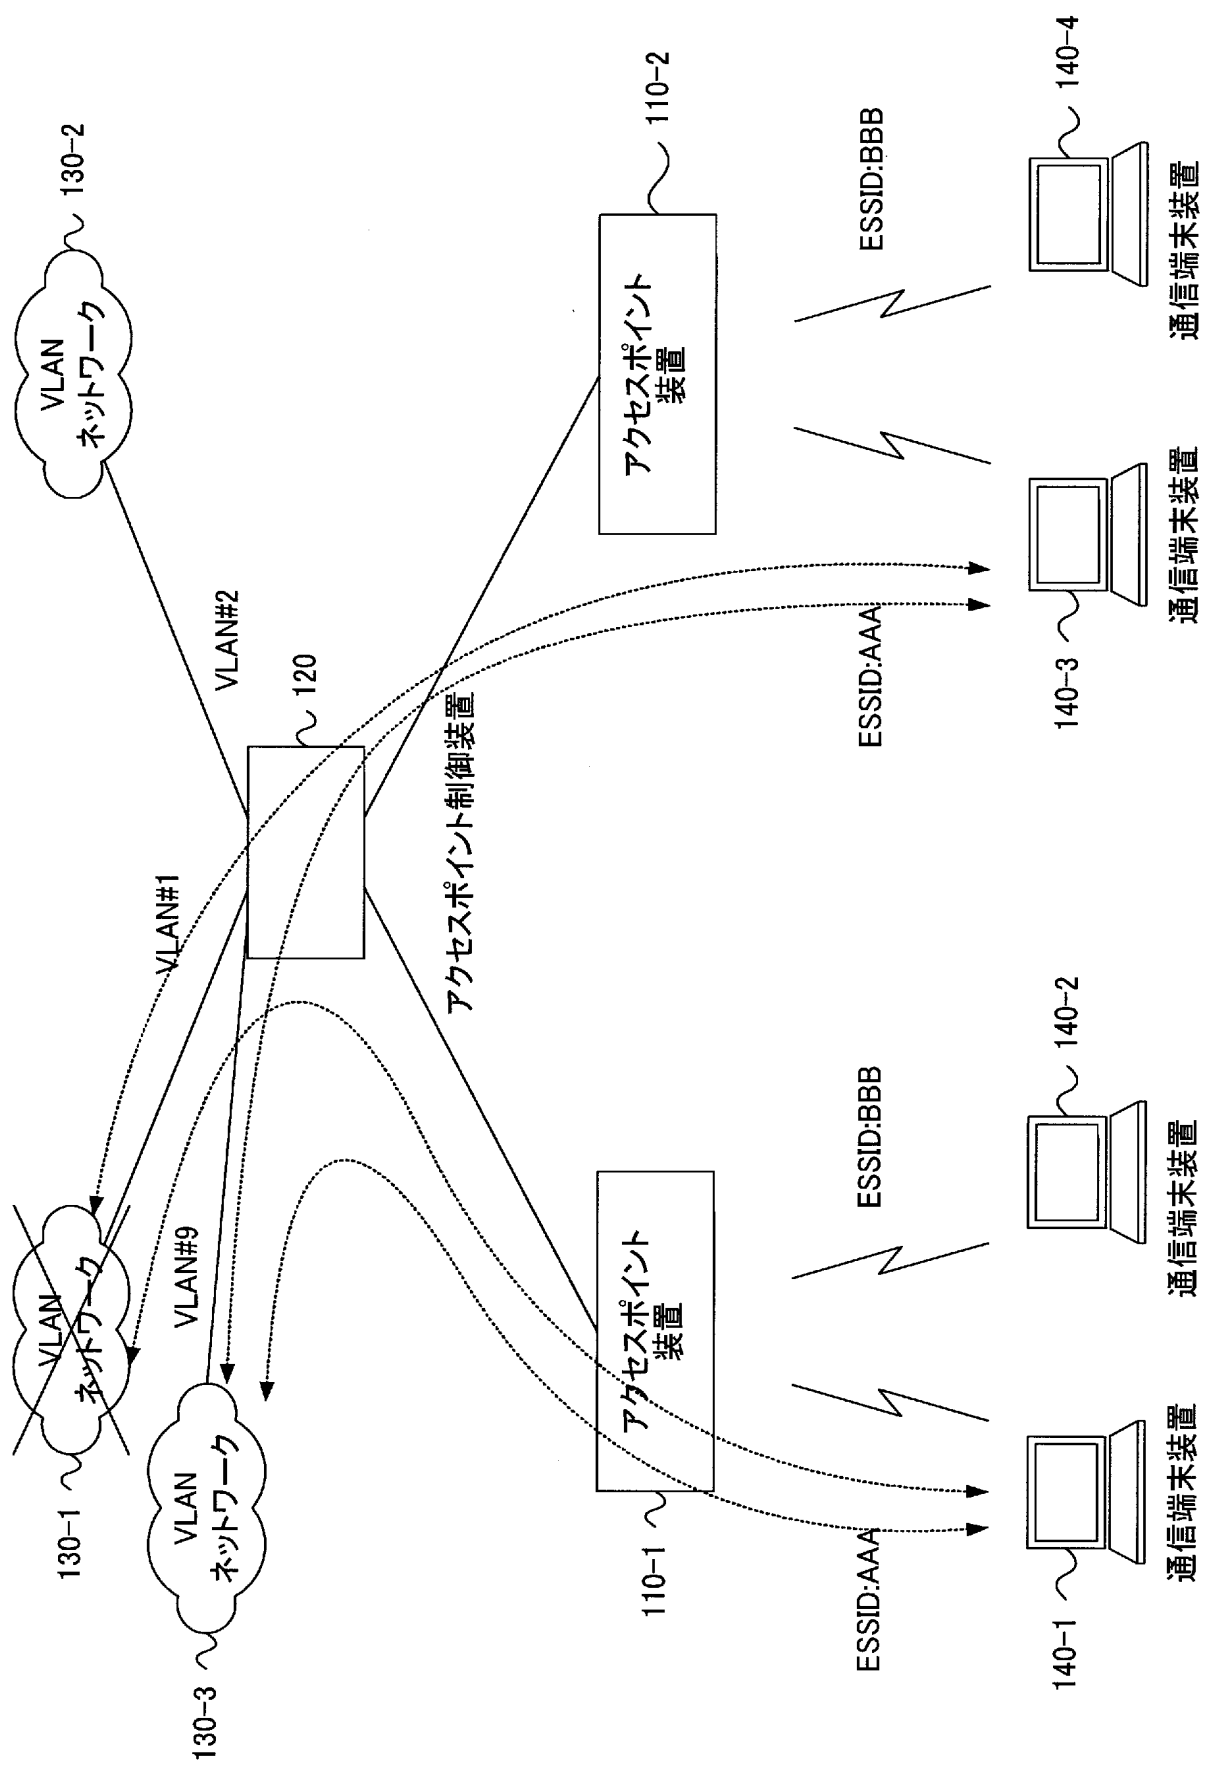 130-1
VLAN
ネットワーク
130-2
VLAN
ネットワーク
130-3
VLAN
ネットワーク
VLAN#9
VLAN#1
VLAN#2
120
アクセスポイント制御装置
110-1
アクセスポイント
装置
110-2
アクセスポイント
装置
ESSID:AAA
ESSID:BBB
ESSID:AAA
ESSID:BBB
140-1
通信端末装置
140-2
通信端末装置
140-3
通信端末装置
140-4
通信端末装置